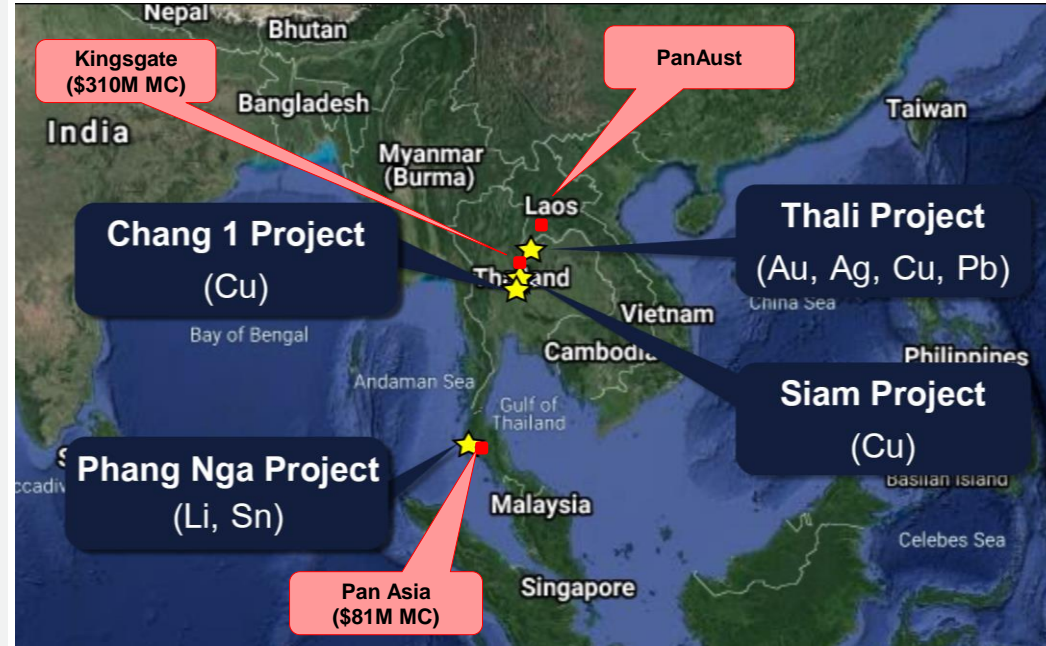 Nepal
Bhutan
Kingsgate
($310M MC)
PanAust
Bangladesh
Taiwan
India
Myanmar
(Burma)
Laos
Chang 1 Project
(Cu)
Thali Project
(Au, Ag, Cu, Pb)
Thailand
China Sea
Vietnam
Bay of Bengal
Cambodia
Philippines
Andaman Sea
Siam Project
(Cu)
Gulf of
Thailand
Phang Nga Project
(Li, Sn)
Basilan Island
Malaysia
Celebes Sea
Pan Asia
($81M MC)
Singapore